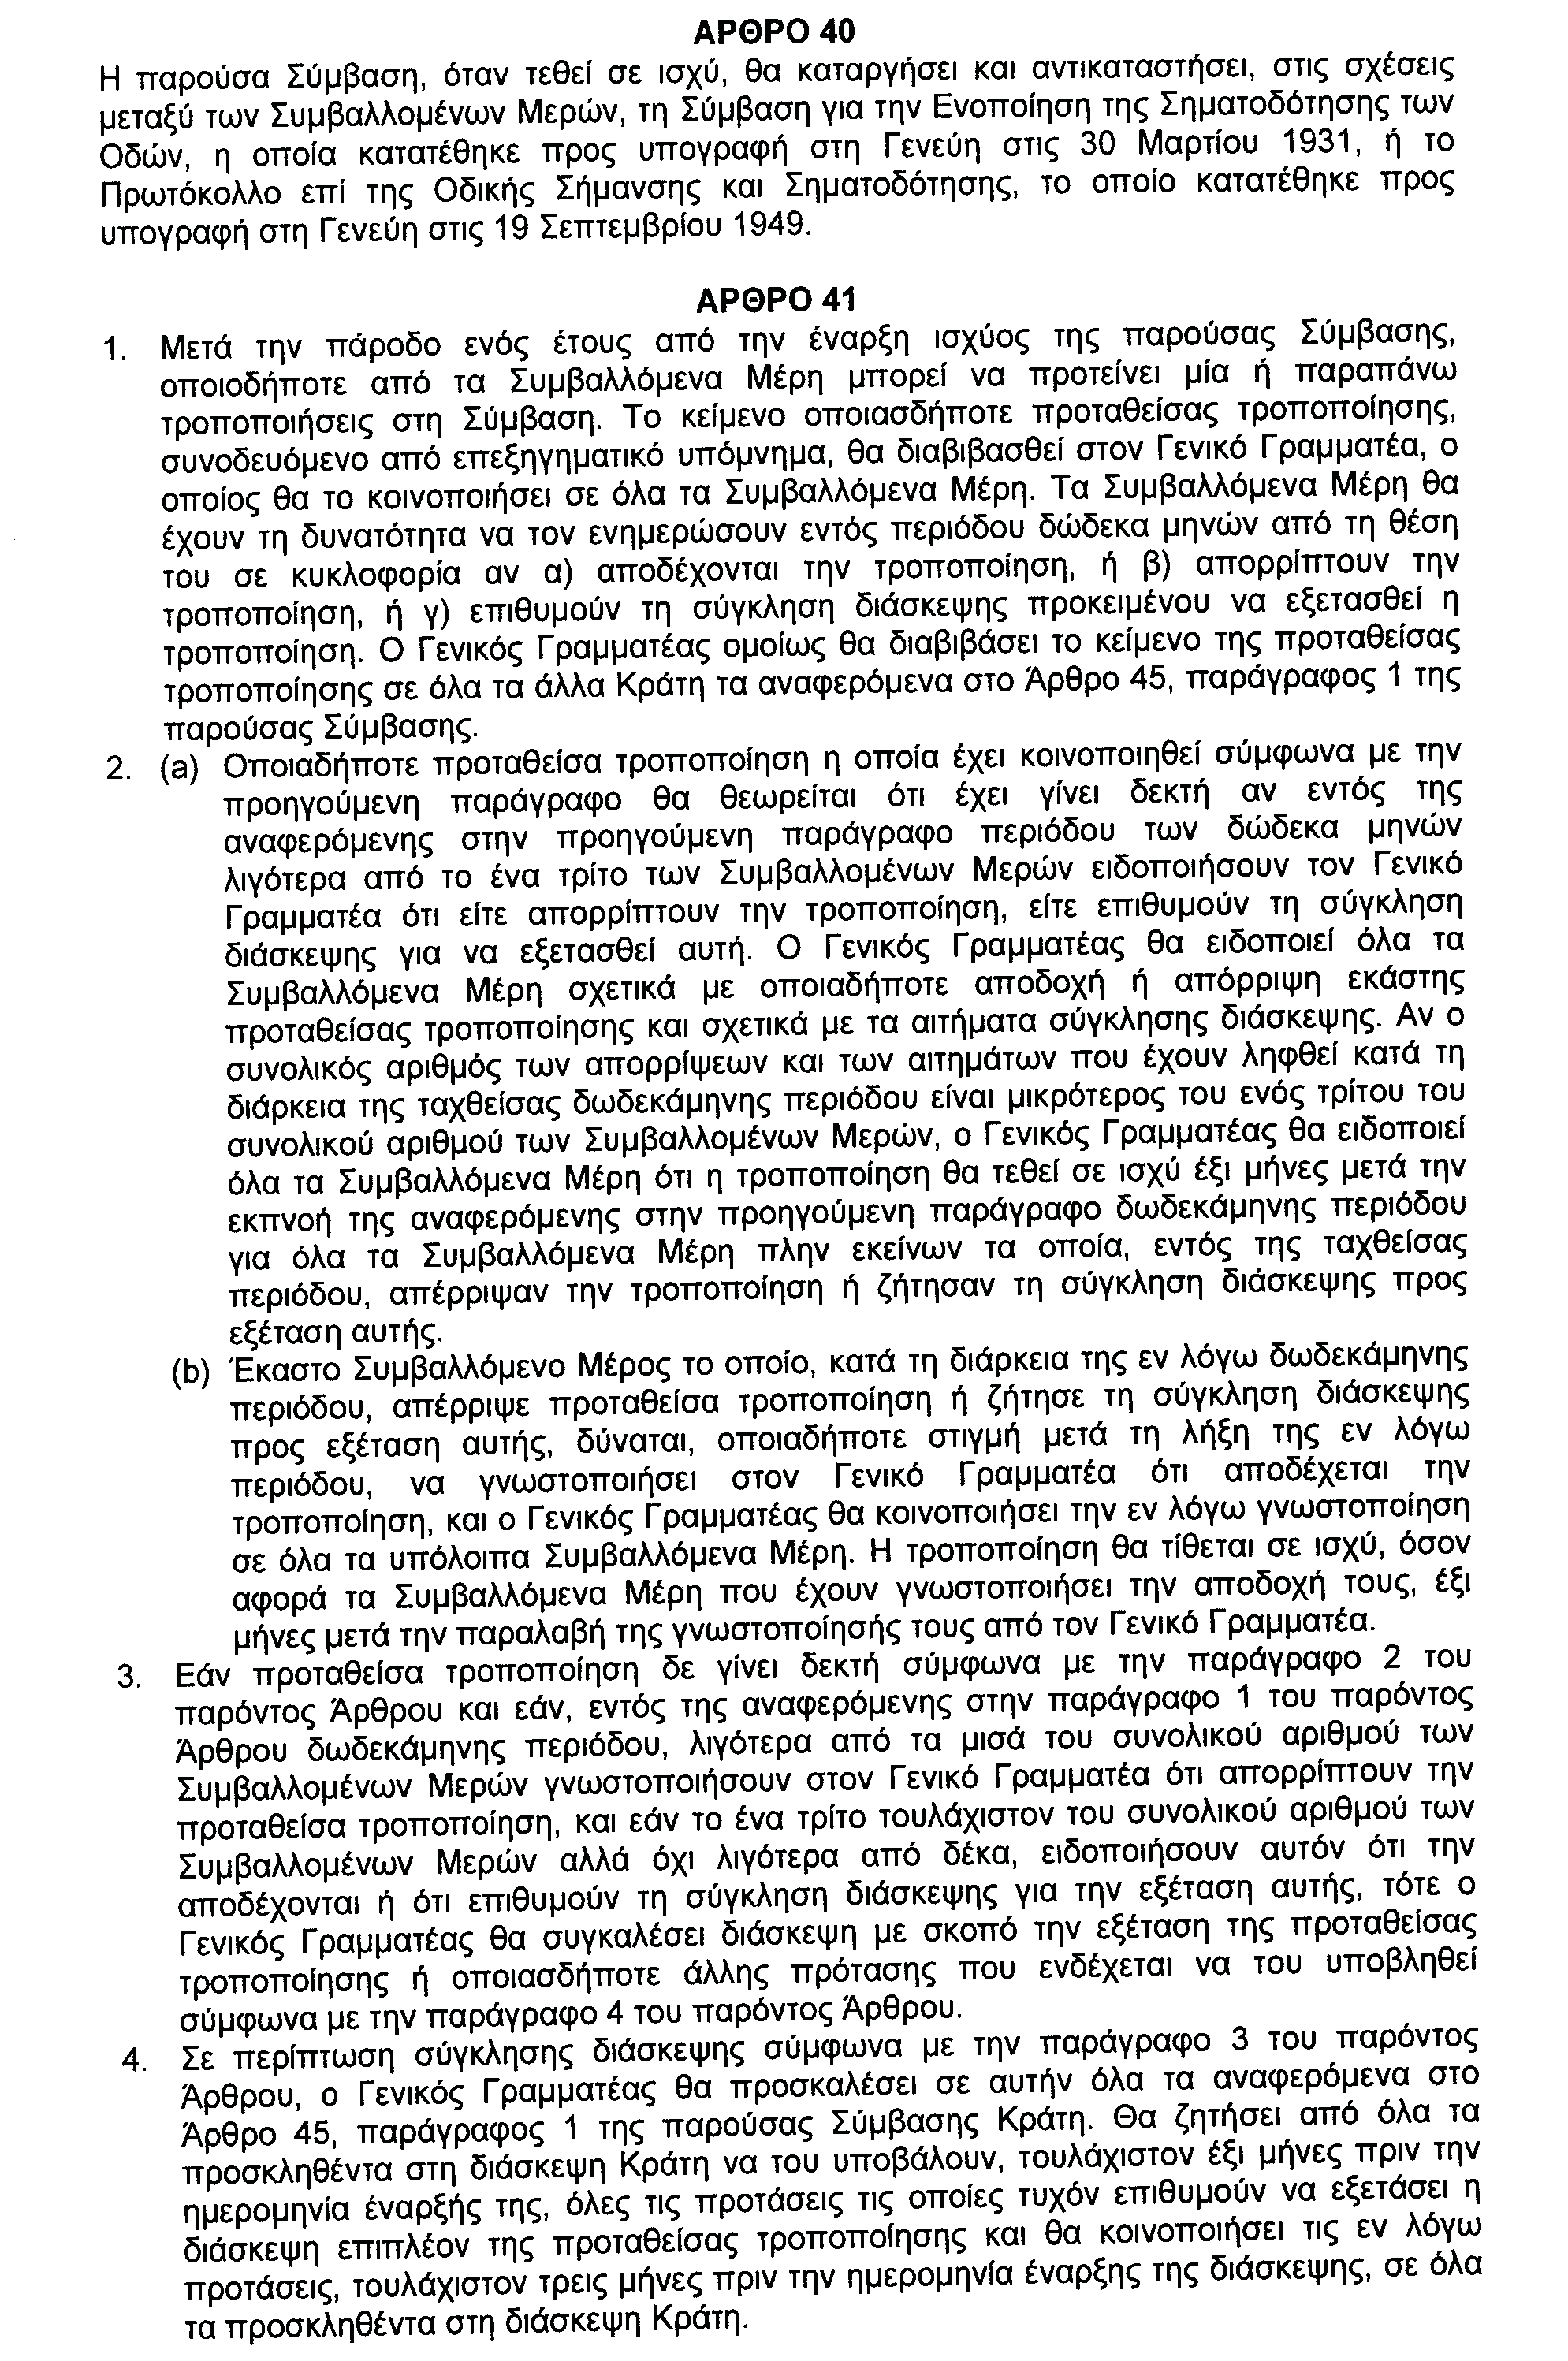 ΑΡΘΡΟ 40
Η παρούσα Σύμβαση, όταν τεθεί σε ισχύ, θα καταργήσει και αντικαταστήσει, στις σχέσεις
μεταξύ των Συμβαλλομένων Μερών, τη Σύμβαση για την Ενοποίηση της Σηματοδότησης των
Οδών, η οποία κατατέθηκε προς υπογραφή στη Γενεύη στις 30 Μαρτίου 1931, ή το
Πρωτόκολλο επί της Οδικής Σήμανσης και Σηματοδότησης, το οποίο κατατέθηκε προς
υπογραφή στη Γενεύη στις 19 Σεπτεμβρίου 1949.
ΑΡΘΡΟ 41
1. Μετά την πάροδο ενός έτους από την έναρξη ισχύος της παρούσας Σύμβασης,
οποιοδήποτε από τα Συμβαλλόμενα Μέρη μπορεί να προτείνει μία ή παραπάνω
τροποποιήσεις στη Σύμβαση. Το κείμενο οποιασδήποτε προταθείσας τροποποίησης,
συνοδευόμενο από επεξηγηματικό υπόμνημα, θα διαβιβασθεί στον Γενικό Γραμματέα, ο
οποίος θα το κοινοποιήσει σε όλα τα Συμβαλλόμενα Μέρη. Τα Συμβαλλόμενα Μέρη θα
έχουν τη δυνατότητα να τον ενημερώσουν εντός περιόδου δώδεκα μηνών από τη θέση
του σε κυκλοφορία αν α) αποδέχονται την τροποποίηση, ή β) απορρίπτουν την
τροποποίηση, ή γ) επιθυμούν τη σύγκληση διάσκεψης προκειμένου να εξετασθεί η
τροποποίηση. Ο Γενικός Γραμματέας ομοίως θα διαβιβάσει το κείμενο της προταθείσας
τροποποίησης σε όλα τα άλλα Κράτη τα αναφερόμενα στο Άρθρο 45, παράγραφος 1 της
παρούσας Σύμβασης.
2. (a) Οποιαδήποτε προταθείσα τροποποίηση η οποία έχει κοινοποιηθεί σύμφωνα με την
προηγούμενη παράγραφο θα θεωρείται ότι έχει γίνει δεκτή αν εντός της
αναφερόμενης στην προηγούμενη παράγραφο περιόδου των δώδεκα μηνών
λιγότερα από το ένα τρίτο των Συμβαλλομένων Μερών ειδοποιήσουν τον Γενικό
Γραμματέα ότι είτε απορρίπτουν την τροποποίηση, είτε επιθυμούν τη σύγκληση
διάσκεψης για να εξετασθεί αυτή. Ο Γενικός Γραμματέας θα ειδοποιεί όλα τα
Συμβαλλόμενα Μέρη σχετικά με οποιαδήποτε αποδοχή ή απόρριψη εκάστης
προταθείσας τροποποίησης και σχετικά με τα αιτήματα σύγκλησης διάσκεψης. Αν ο
συνολικός αριθμός των απορρίψεων και των αιτημάτων που έχουν ληφθεί κατά τη
διάρκεια της ταχθείσας δωδεκάμηνης περιόδου είναι μικρότερος του ενός τρίτου του
συνολικού αριθμού των Συμβαλλομένων Μερών, ο Γενικός Γραμματέας θα ειδοποιεί
όλα τα Συμβαλλόμενα Μέρη ότι η τροποποίηση θα τεθεί σε ισχύ έξι μήνες μετά την
εκπνοή της αναφερόμενης στην προηγούμενη παράγραφο δωδεκάμηνης περιόδου
για όλα τα Συμβαλλόμενα Μέρη πλην εκείνων τα οποία, εντός της ταχθείσας
περιόδου, απέρριψαν την τροποποίηση ή ζήτησαν τη σύγκληση διάσκεψης προς
εξέταση αυτής.
(b) Έκαστο Συμβαλλόμενο Μέρος το οποίο, κατά τη διάρκεια της εν λόγω δωδεκάμηνης
περιόδου, απέρριψε προταθείσα τροποποίηση ή ζήτησε τη σύγκληση διάσκεψης
προς εξέταση αυτής, δύναται, οποιαδήποτε στιγμή μετά τη λήξη της εν λόγω
περιόδου, να γνωστοποιήσει στον Γενικό Γραμματέα ότι αποδέχεται την
τροποποίηση, και ο Γενικός Γραμματέας θα κοινοποιήσει την εν λόγω γνωστοποίηση
σε όλα τα υπόλοιπα Συμβαλλόμενα Μέρη. Η τροποποίηση θα τίθεται σε ισχύ, όσον
αφορά τα Συμβαλλόμενα Μέρη που έχουν γνωστοποιήσει την αποδοχή τους, έξι
μήνες μετά την παραλαβή της γνωστοποίησής τους από τον Γενικό Γραμματέα.
3. Εάν προταθείσα τροποποίηση δε γίνει δεκτή σύμφωνα με την παράγραφο 2 του
παρόντος Άρθρου και εάν, εντός της αναφερόμενης στην παράγραφο 1 του παρόντος
Άρθρου δωδεκάμηνης περιόδου, λιγότερα από τα μισά του συνολικού αριθμού των
Συμβαλλομένων Μερών γνωστοποιήσουν στον Γενικό Γραμματέα ότι απορρίπτουν την
προταθείσα τροποποίηση, και εάν το ένα τρίτο τουλάχιστον του συνολικού αριθμού των
Συμβαλλομένων Μερών αλλά όχι λιγότερα από δέκα, ειδοποιήσουν αυτόν ότι την
αποδέχονται ή ότι επιθυμούν τη σύγκληση διάσκεψης για την εξέταση αυτής, τότε ο
Γενικός Γραμματέας θα συγκαλέσει διάσκεψη με σκοπό την εξέταση της προταθείσας
τροποποίησης ή οποιασδήποτε άλλης πρότασης που ενδέχεται να του υποβληθεί
σύμφωνα με την παράγραφο 4 του παρόντος Άρθρου.
4. Σε περίπτωση σύγκλησης διάσκεψης σύμφωνα με την παράγραφο 3 του παρόντος
Άρθρου, ο Γενικός Γραμματέας θα προσκαλέσει σε αυτήν όλα τα αναφερόμενα στο
Άρθρο 45, παράγραφος 1 της παρούσας Σύμβασης Κράτη. Θα ζητήσει από όλα τα
προσκληθέντα στη διάσκεψη Κράτη να του υποβάλουν, τουλάχιστον έξι μήνες πριν την
ημερομηνία έναρξής της, όλες τις προτάσεις τις οποίες τυχόν επιθυμούν να εξετάσει η
διάσκεψη επιπλέον της προταθείσας τροποποίησης και θα κοινοποιήσει τις εν λόγω
προτάσεις, τουλάχιστον τρεις μήνες πριν την ημερομηνία έναρξης της διάσκεψης, σε όλα
τα προσκληθέντα στη διάσκεψη Κράτη.